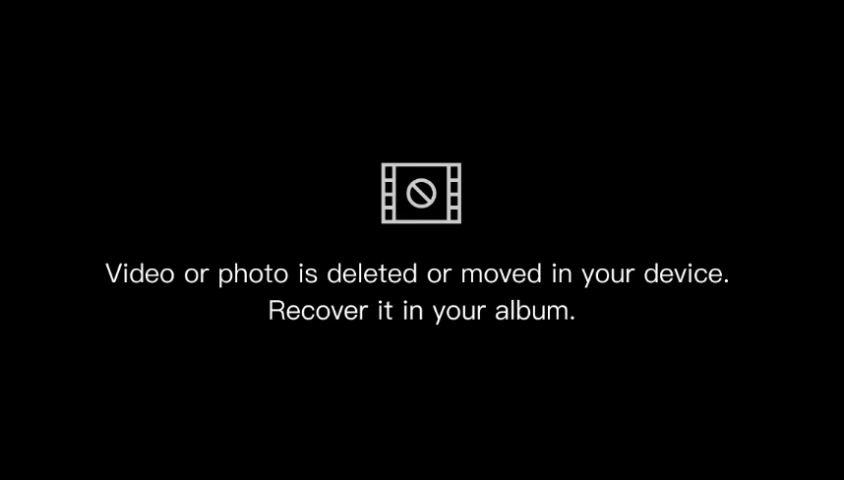 Video or photo is deleted or moved in your device.
Recover it in your album.